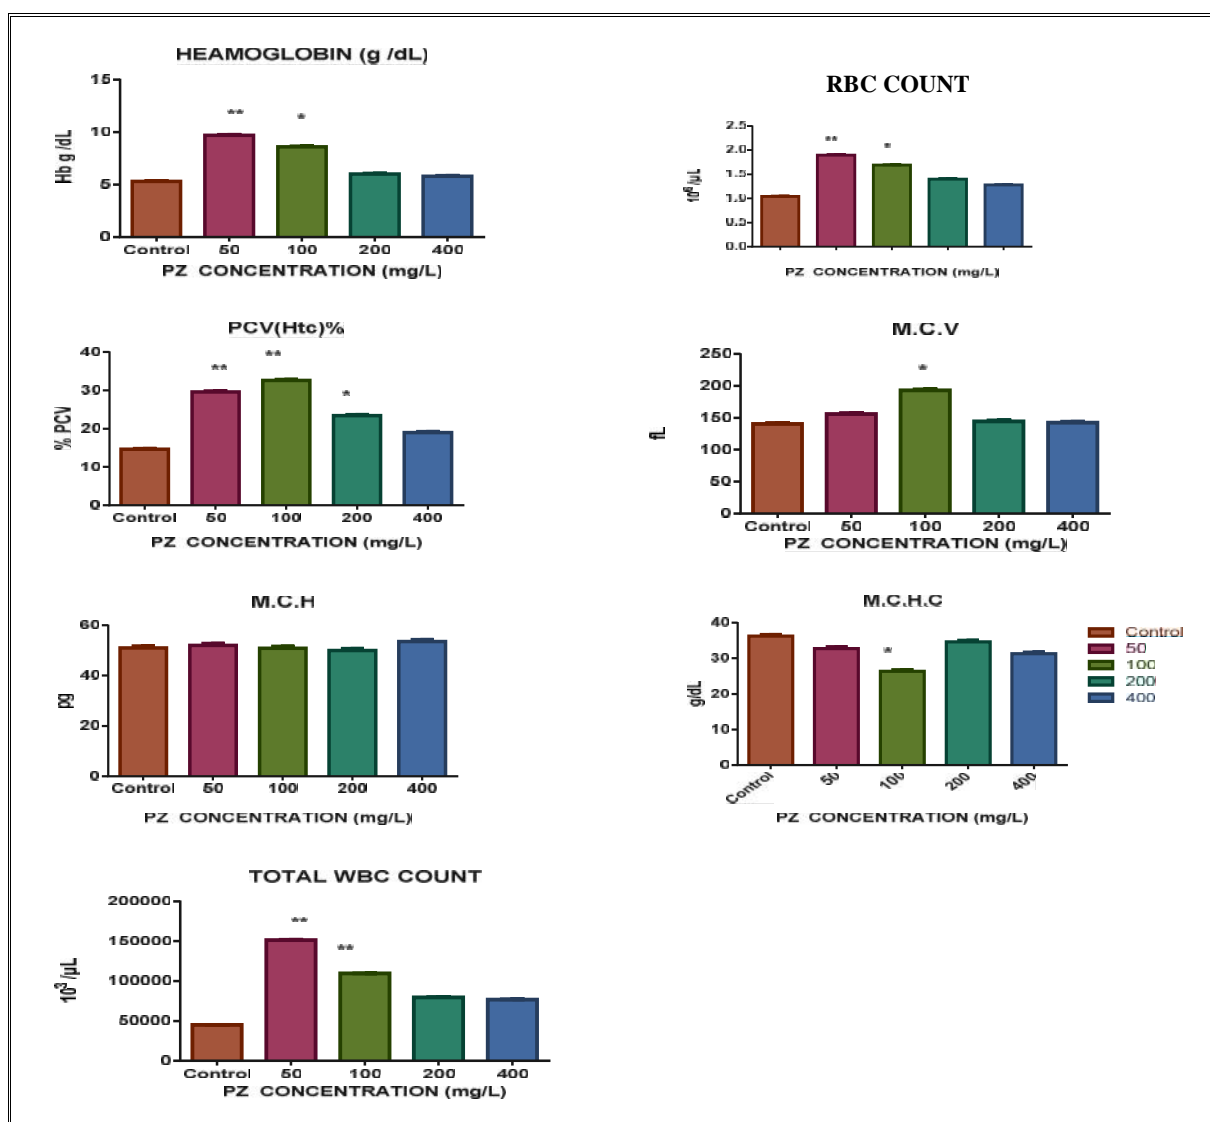 HEAMOGLOBIN (g /dL)
15
10
5
0
Hb g /dL
**
*
Control 50 100 200 400
PZ CONCENTRATION (mg/L)
RBC COUNT
2.5
2.0
1.5
1.0
0.5
0.0
10⁶/µL
**
*
PZ CONCENTRATION (mg/L)
PCV(Htc)%
40
30
20
10
0
% PCV
**
**
*
Control 50 100 200 400
PZ CONCENTRATION (mg/L)
M.C.V
250
200
150
100
50
0
fL
*
Control 50 100 200 400
PZ CONCENTRATION (mg/L)
M.C.H
60
40
20
0
pg
Control 50 100 200 400
PZ CONCENTRATION (mg/L)
M.C.H.C
40
30
20
10
0
g/dL
*
Control 50 100 200 400
PZ CONCENTRATION (mg/L)
Control
50
100
200
400
TOTAL WBC COUNT
200000
150000
100000
50000
0
10³/µL
**
**
Control 50 100 200 400
PZ CONCENTRATION (mg/L)